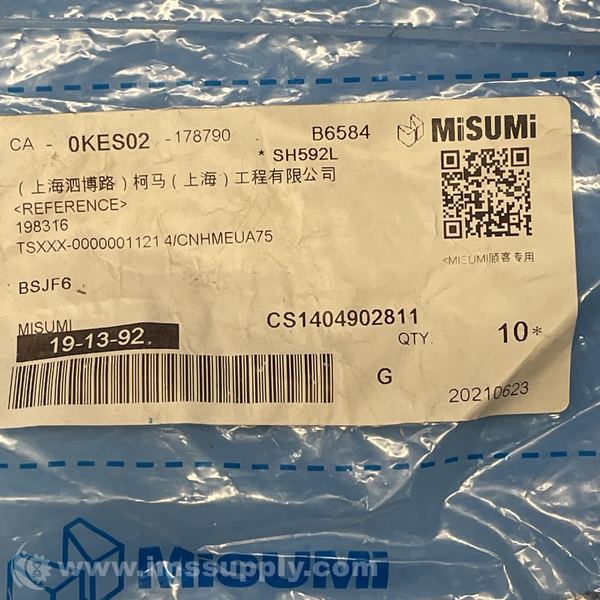 CA - 0KES02 -178790 B6584 MiSUMi
* SH592L
(上海泗博路)柯马(上海)工程有限公司
<REFERENCE>
198316
TSXXX-0000001121 4/CNHMEUA75
<MISUMI顾客专用
BSJF6
MISUMI CS1404902811
19-13-92 QTY: 10*
G 20210623
MiSUMi
www.imssupply.com